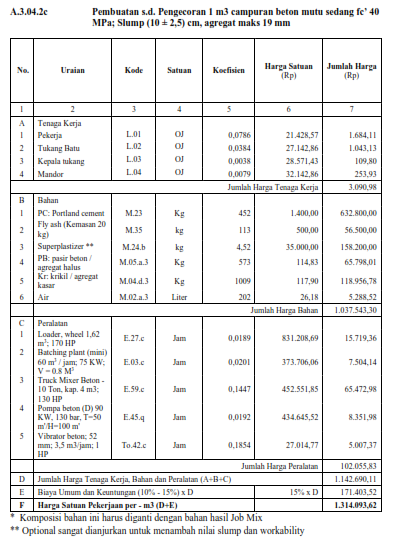 A.3.04.2c Pembuatan s.d. Pengecoran 1 m3 campuran beton mutu sedang fc' 40
MPa; Slump (10 ± 2,5) cm, agregat maks 19 mm
No. Uraian Kode Satuan Koefisien Harga Satuan (Rp) Jumlah Harga (Rp)
1 2 3 4 5 6 7
A Tenaga Kerja
1 Pekerja L.01 OJ 0,0786 21.428,57 1.684,11
2 Tukang Batu L.02 OJ 0,0384 27.142,86 1.043,13
3 Kepala tukang L.03 OJ 0,0038 28.571,43 109,80
4 Mandor L.04 OJ 0,0079 32.142,86 253,93
Jumlah Harga Tenaga Kerja 3.090,98
B Bahan
1 PC: Portland cement M.23 Kg 452 1.400,00 632.800,00
2 Fly ash (Kemasan 20 kg) M.35 kg 113 500,00 56.500,00
3 Superplastizer ** M.24.b kg 4,52 35.000,00 158.200,00
4 PB: pasir beton / agregat halus M.05.a.3 Kg 573 114,83 65.798,01
5 Kr: krikil / agregat kasar M.04.d.3 Kg 1009 117,90 118.956,78
6 Air M.02.a.3 Liter 202 26,18 5.288,52
Jumlah Harga Bahan 1.037.543,30
C Peralatan
1 Loader, wheel 1,62 m³; 170 HP E.27.c Jam 0,0189 831.208,69 15.719,36
2 Batching plant (mini) 60 m³ / jam; 75 KW; V = 0.8 M³ E.03.c Jam 0,0201 373.706,06 7.504,14
3 Truck Mixer Beton - 10 Ton, kap. 4 m3; 130 HP E.59.c Jam 0,1447 452.551,85 65.472,98
4 Pompa beton (D) 90 KW, 130 bar, T=50 m'/H=100 m' E.45.q Jam 0,0192 434.645,52 8.351,98
5 Vibrator beton; 52 mm; 3,5 m3/jam; 1 HP To.42.c Jam 0,1854 27.014,77 5.007,37
Jumlah Harga Peralatan 102.055,83
D Jumlah Harga Tenaga Kerja, Bahan dan Peralatan (A+B+C) 1.142.690,11
E Biaya Umum dan Keuntungan (10% - 15%) x D 15% x D 171.403,52
F Harga Satuan Pekerjaan per - m3 (D+E) 1.314.093,62
* Komposisi bahan ini harus diganti dengan bahan hasil Job Mix
** Optional sangat dianjurkan untuk menambah nilai slump dan workability